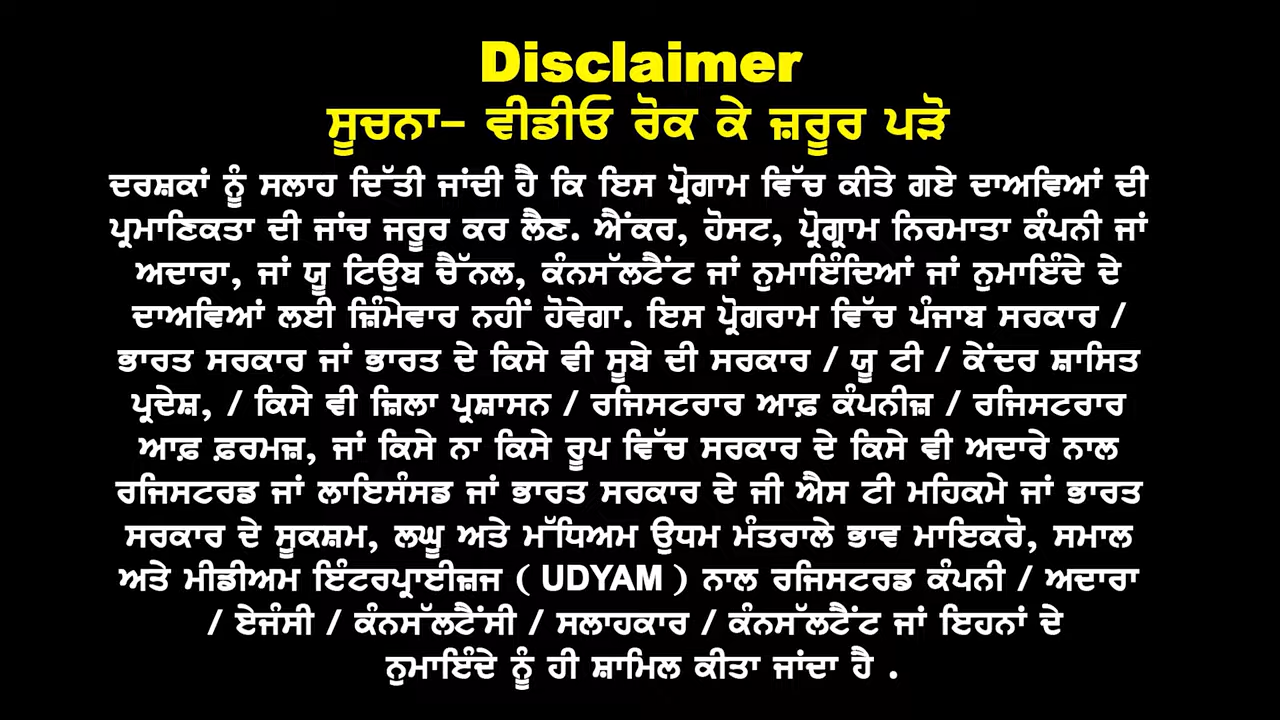 Disclaimer
ਸੂਚਨਾ- ਵੀਡੀਓ ਰੋਕ ਕੇ ਜ਼ਰੂਰ ਪੜੋ
ਦਰਸ਼ਕਾਂ ਨੂੰ ਸਲਾਹ ਦਿੱਤੀ ਜਾਂਦੀ ਹੈ ਕਿ ਇਸ ਪ੍ਰੋਗਾਮ ਵਿੱਚ ਕੀਤੇ ਗਏ ਦਾਅਵਿਆਂ ਦੀ
ਪ੍ਰਮਾਣਿਕਤਾ ਦੀ ਜਾਂਚ ਜਰੂਰ ਕਰ ਲੈਣ. ਐਂਕਰ, ਹੋਸਟ, ਪ੍ਰੋਗ੍ਰਾਮ ਨਿਰਮਾਤਾ ਕੰਪਨੀ ਜਾਂ
ਅਦਾਰਾ, ਜਾਂ ਯੂ ਟਿਉਬ ਚੈੱਨਲ, ਕੰਨਸੱਲਟੈਂਟ ਜਾਂ ਨੁਮਾਇੰਦਿਆਂ ਜਾਂ ਨੁਮਾਇੰਦੇ ਦੇ
ਦਾਅਵਿਆਂ ਲਈ ਜ਼ਿੰਮੇਵਾਰ ਨਹੀਂ ਹੋਵੇਗਾ. ਇਸ ਪ੍ਰੋਗਰਾਮ ਵਿੱਚ ਪੰਜਾਬ ਸਰਕਾਰ /
ਭਾਰਤ ਸਰਕਾਰ ਜਾਂ ਭਾਰਤ ਦੇ ਕਿਸੇ ਵੀ ਸੂਬੇ ਦੀ ਸਰਕਾਰ / ਯੂ ਟੀ / ਕੇਂਦਰ ਸ਼ਾਸਿਤ
ਪ੍ਰਦੇਸ਼, / ਕਿਸੇ ਵੀ ਜ਼ਿਲਾ ਪ੍ਰਸ਼ਾਸਨ / ਰਜਿਸਟਰਾਰ ਆਫ਼ ਕੰਪਨੀਜ਼ / ਰਜਿਸਟਰਾਰ
ਆਫ਼ ਫ਼ਰਮਜ਼, ਜਾਂ ਕਿਸੇ ਨਾ ਕਿਸੇ ਰੂਪ ਵਿੱਚ ਸਰਕਾਰ ਦੇ ਕਿਸੇ ਵੀ ਅਦਾਰੇ ਨਾਲ
ਰਜਿਸਟਰਡ ਜਾਂ ਲਾਇਸੰਸਡ ਜਾਂ ਭਾਰਤ ਸਰਕਾਰ ਦੇ ਜੀ ਐਸ ਟੀ ਮਹਿਕਮੇ ਜਾਂ ਭਾਰਤ
ਸਰਕਾਰ ਦੇ ਸੂਕਸ਼ਮ, ਲਘੂ ਅਤੇ ਮੱਧਿਅਮ ਉਧਮ ਮੰਤਰਾਲੇ ਭਾਵ ਮਾਇਕਰੋ, ਸਮਾਲ
ਅਤੇ ਮੀਡੀਅਮ ਇੰਟਰਪ੍ਰਾਈਜ਼ਜ ( UDYAM ) ਨਾਲ ਰਜਿਸਟਰਡ ਕੰਪਨੀ / ਅਦਾਰਾ
/ ਏਜੰਸੀ / ਕੰਨਸੱਲਟੈਂਸੀ / ਸਲਾਹਕਾਰ / ਕੰਨਸੱਲਟੈਂਟ ਜਾਂ ਇਹਨਾਂ ਦੇ
ਨੁਮਾਇੰਦੇ ਨੂੰ ਹੀ ਸ਼ਾਮਿਲ ਕੀਤਾ ਜਾਂਦਾ ਹੈ .